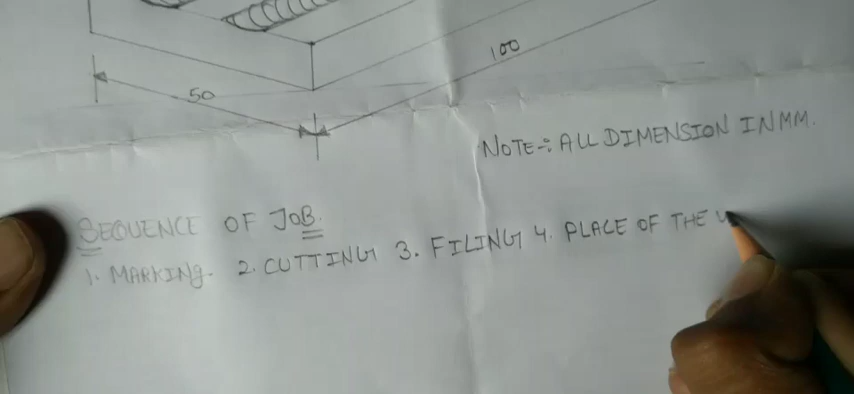 100
50
NOTE-: ALL DIMENSION IN MM.
SEQUENCE OF JOB.
1. MARKING. 2. CUTTING 3. FILING 4. PLACE OF THE